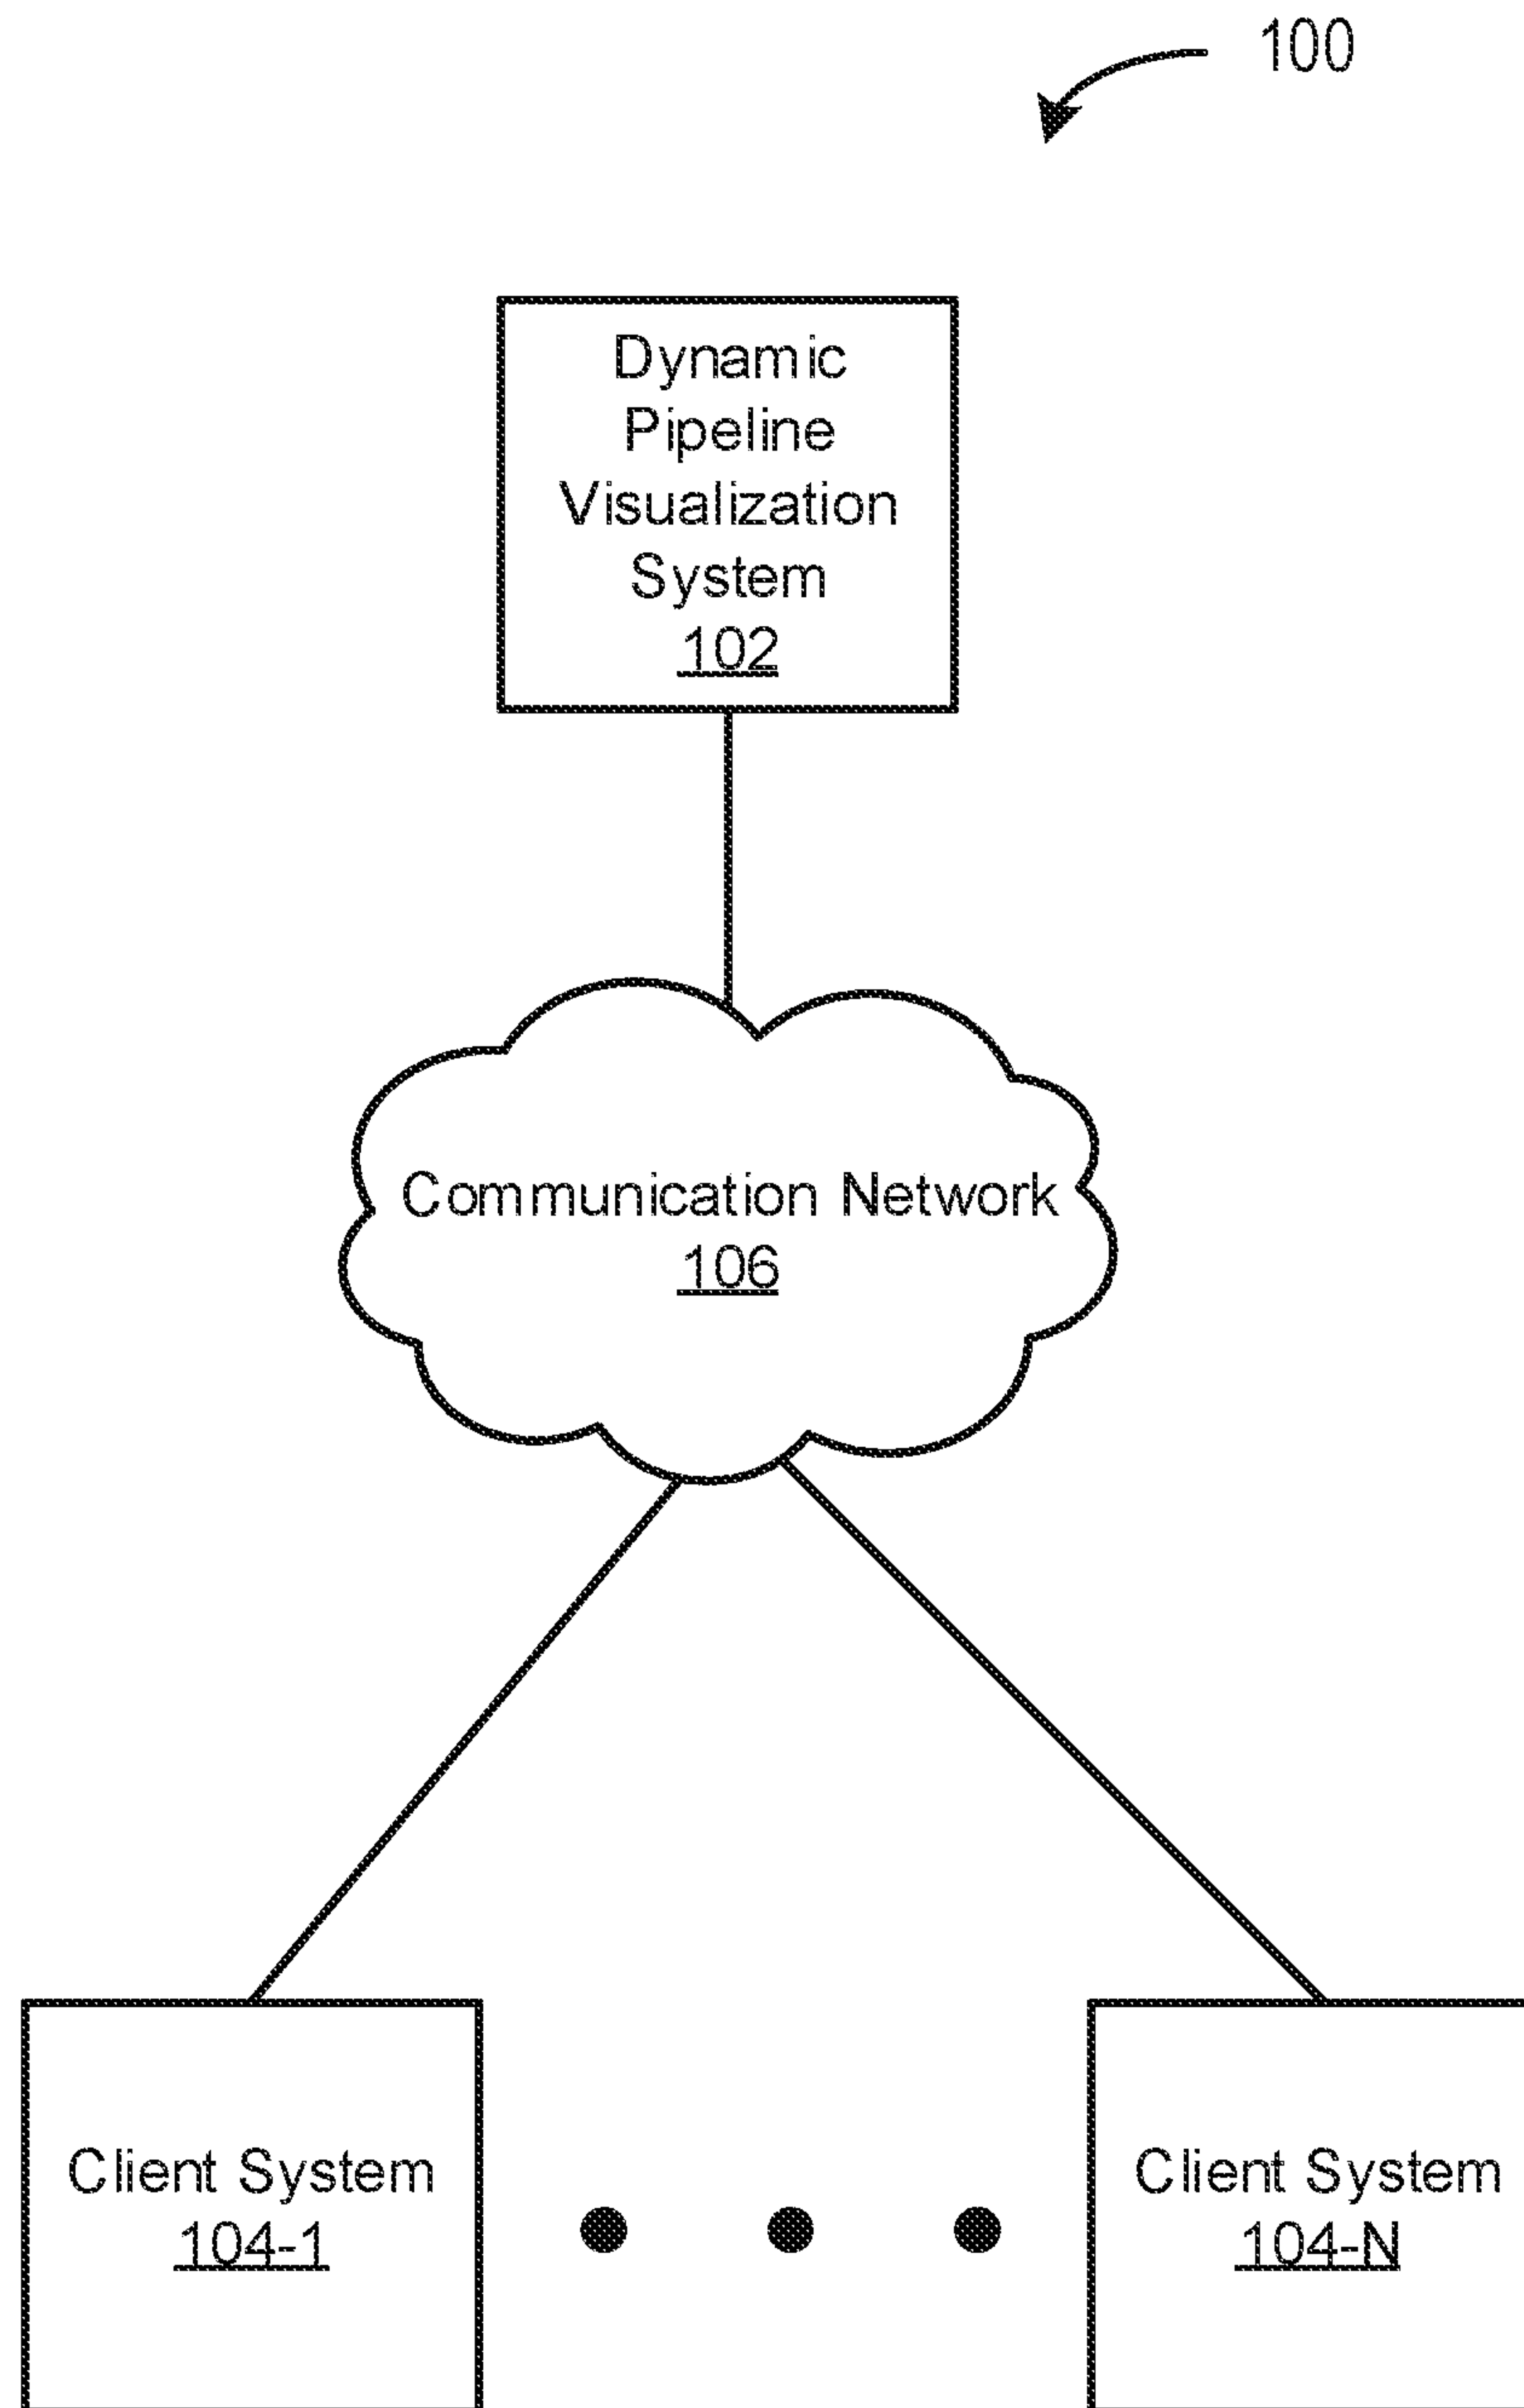 100
Dynamic
Pipeline
Visualization
System
102
Communication Network
106
Client System
104-1
Client System
104-N